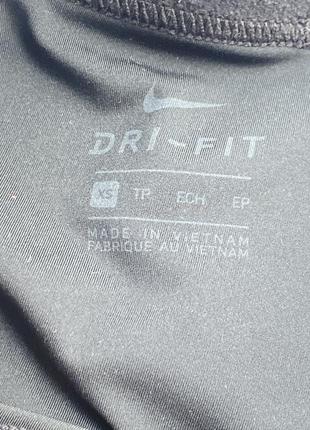 DRI-FIT
XS TP ECH EP
MADE IN VIETNAM
FABRIQUE AU VIETNAM